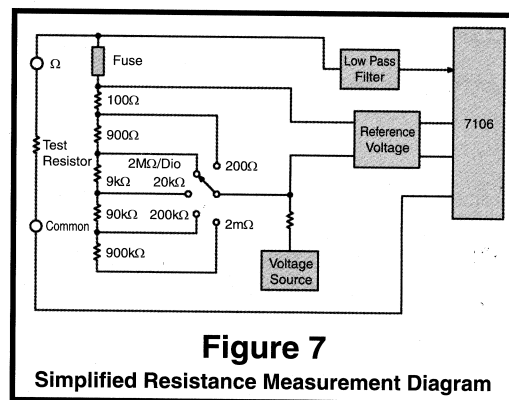 Ω
Fuse
Low Pass
Filter
7106
100Ω
900Ω
Reference
Voltage
Test
Resistor
2MΩ/Dio
200Ω
9kΩ
20kΩ
90kΩ
200kΩ
2mΩ
Common
900kΩ
Voltage
Source
Figure 7
Simplified Resistance Measurement Diagram